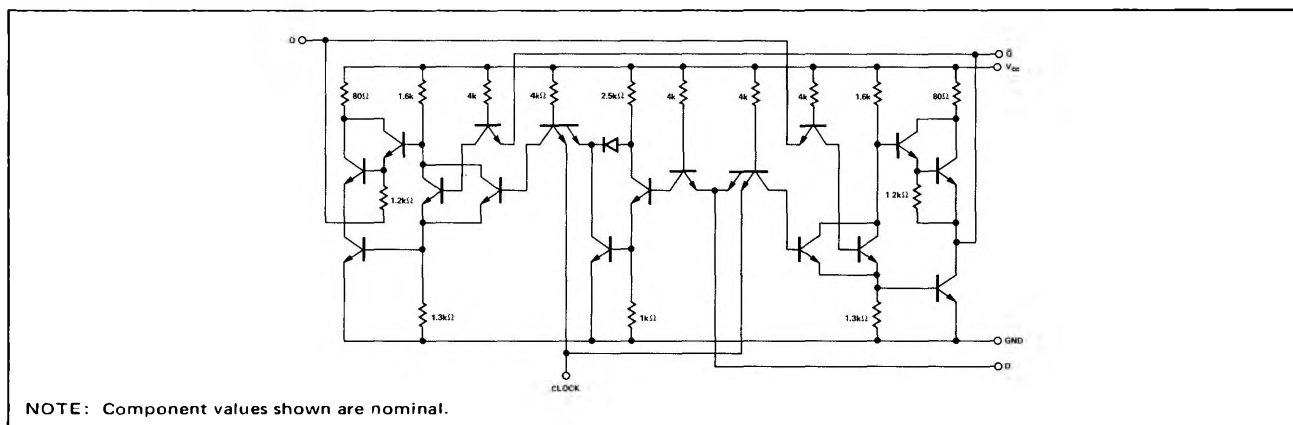 Q
Q̅
VCC
80Ω
1.6k
4k
4kΩ
2.5kΩ
4k
4k
4k
1.6k
80Ω
1.2kΩ
1.2kΩ
1.3kΩ
1kΩ
1.3kΩ
GND
D
CLOCK
NOTE: Component values shown are nominal.